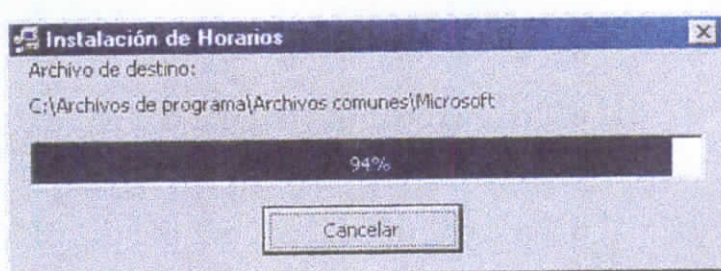 Instalación de Horarios
Archivo de destino:
C:\Archivos de programa\Archivos comunes\Microsoft
94%
Cancelar